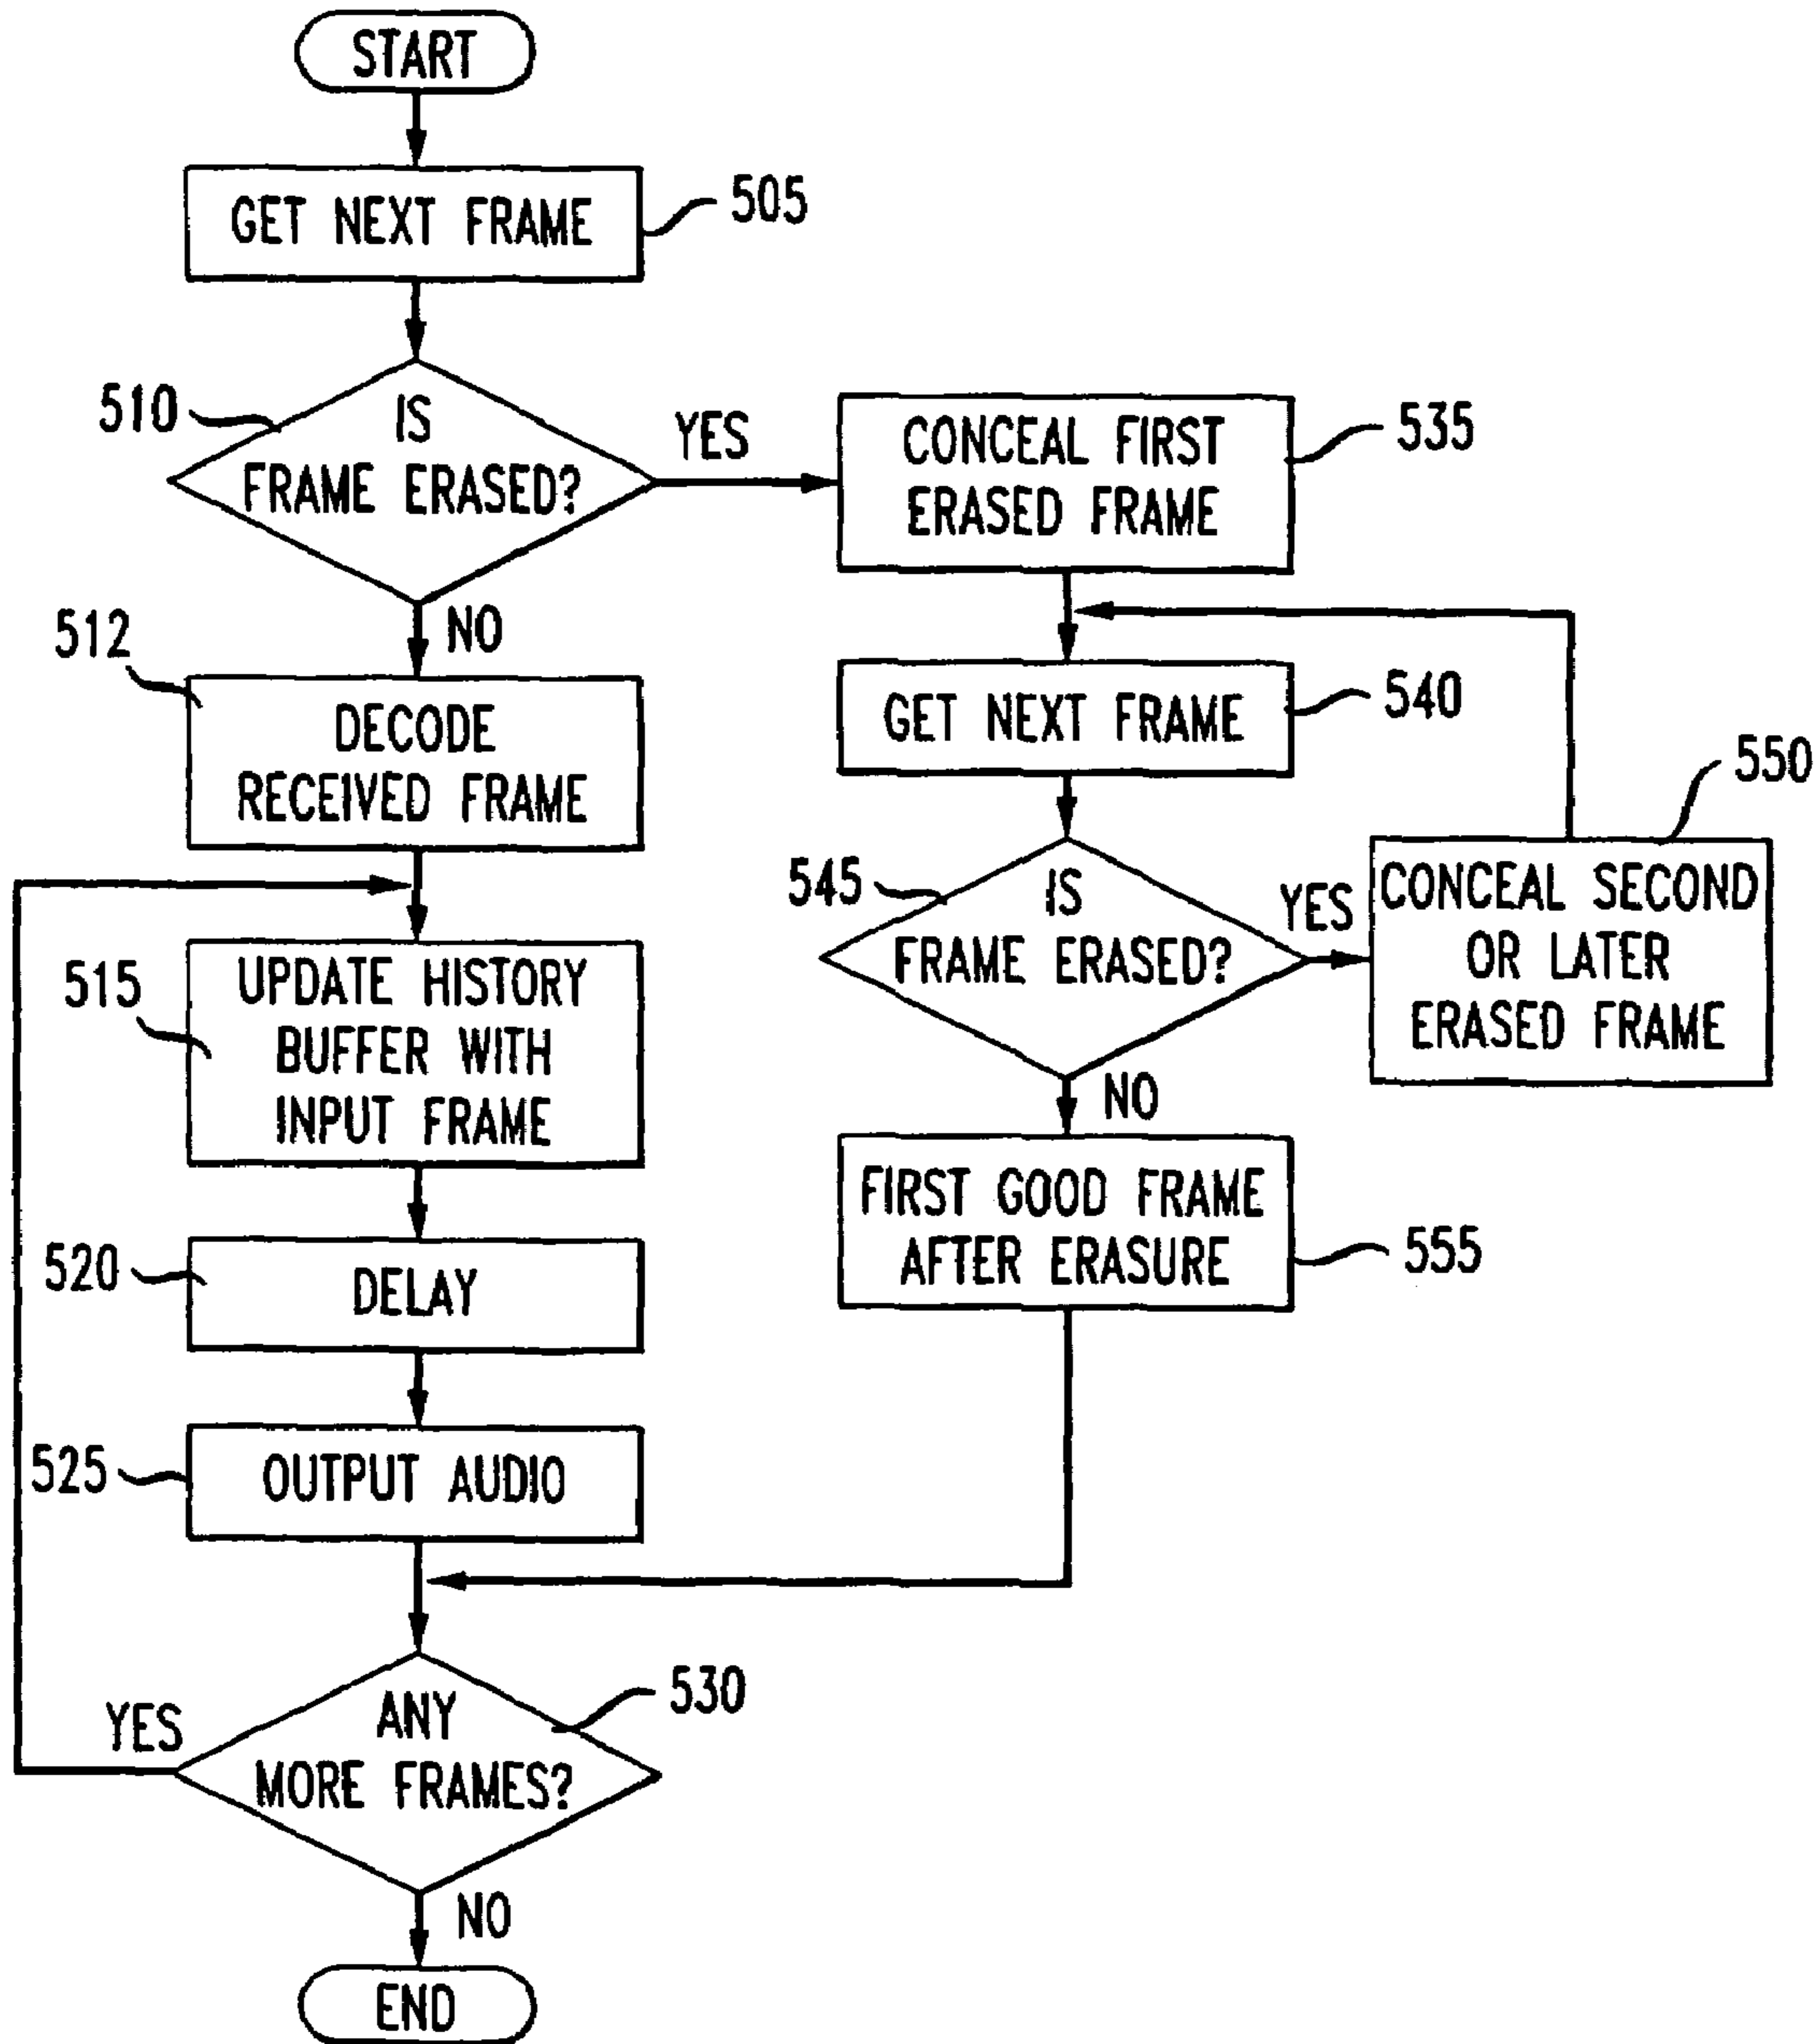 START
GET NEXT FRAME
505
510
IS
FRAME ERASED?
YES
NO
CONCEAL FIRST
ERASED FRAME
535
512
DECODE
RECEIVED FRAME
GET NEXT FRAME
540
550
545
IS
FRAME ERASED?
YES
NO
CONCEAL SECOND
OR LATER
ERASED FRAME
515
UPDATE HISTORY
BUFFER WITH
INPUT FRAME
FIRST GOOD FRAME
AFTER ERASURE
555
520
DELAY
525
OUTPUT AUDIO
530
YES
ANY
MORE FRAMES?
NO
END